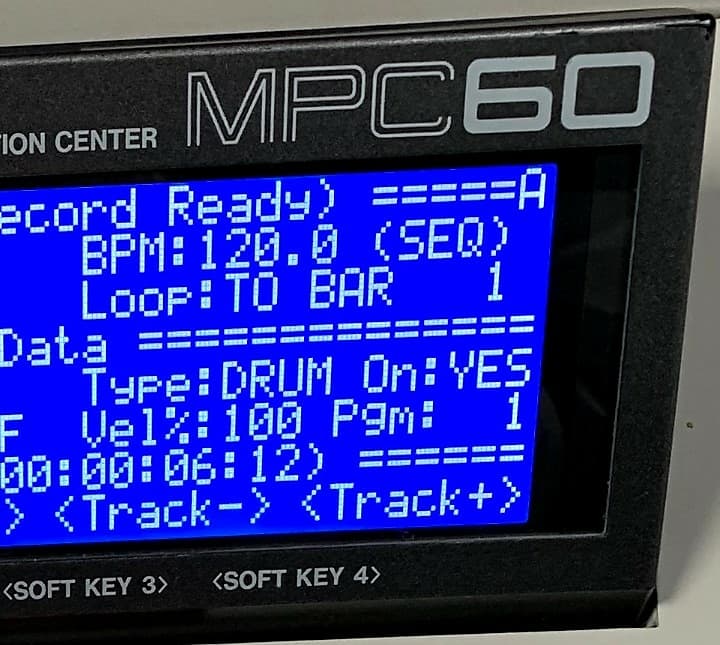 MPC60
TION CENTER
ecord Ready) =====A
BPM:120.0 (SEQ)
Loop:TO BAR 1
Data ==============
Type:DRUM On:YES
F Vel%:100 Pgm: 1
00:00:06:12) ======
> <Track-> <Track+>
<SOFT KEY 3> <SOFT KEY 4>